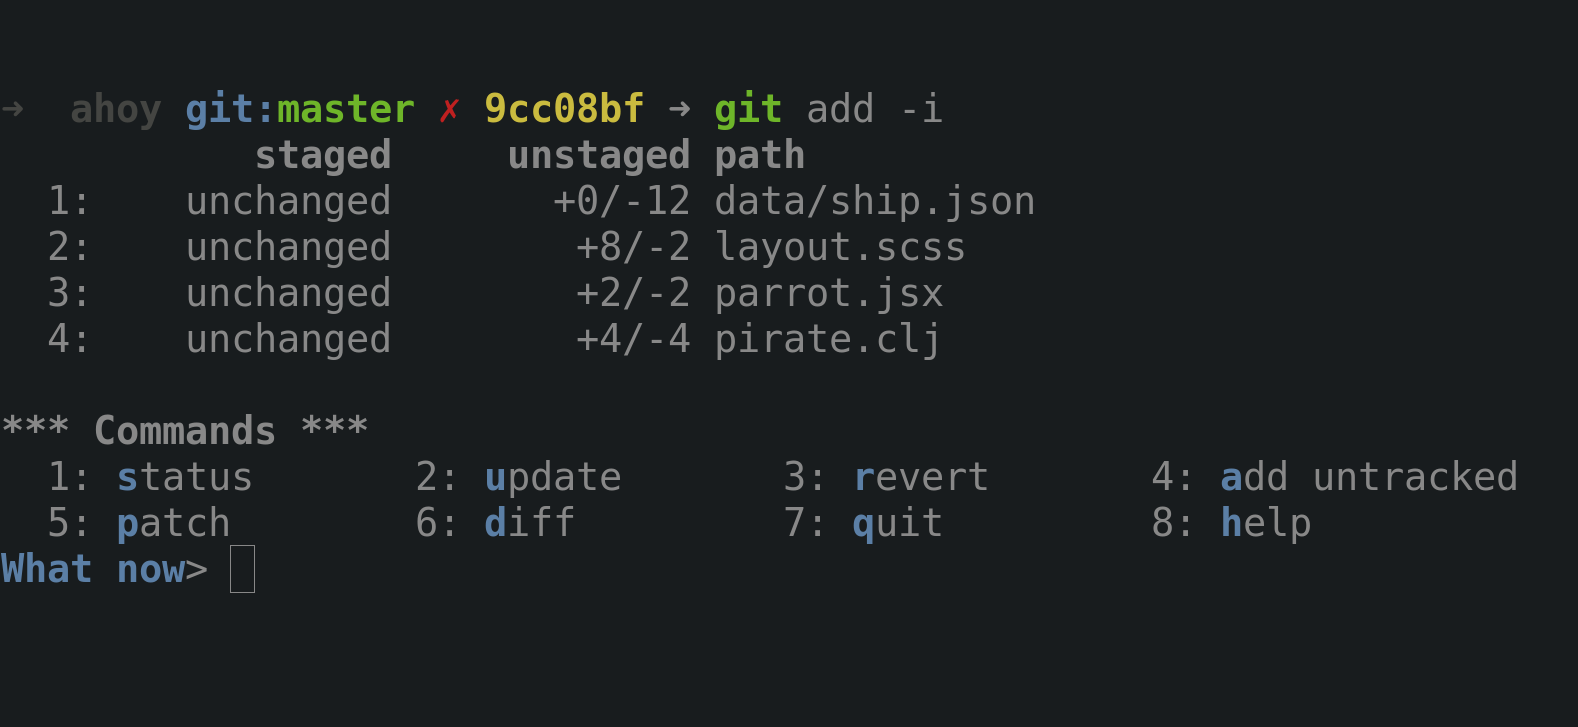 ➜  ahoy git:master ✗ 9cc08bf ➜ git add -i
           staged     unstaged path
  1:    unchanged       +0/-12 data/ship.json
  2:    unchanged        +8/-2 layout.scss
  3:    unchanged        +2/-2 parrot.jsx
  4:    unchanged        +4/-4 pirate.clj

*** Commands ***
  1: status       2: update       3: revert       4: add untracked
  5: patch        6: diff         7: quit         8: help
What now>